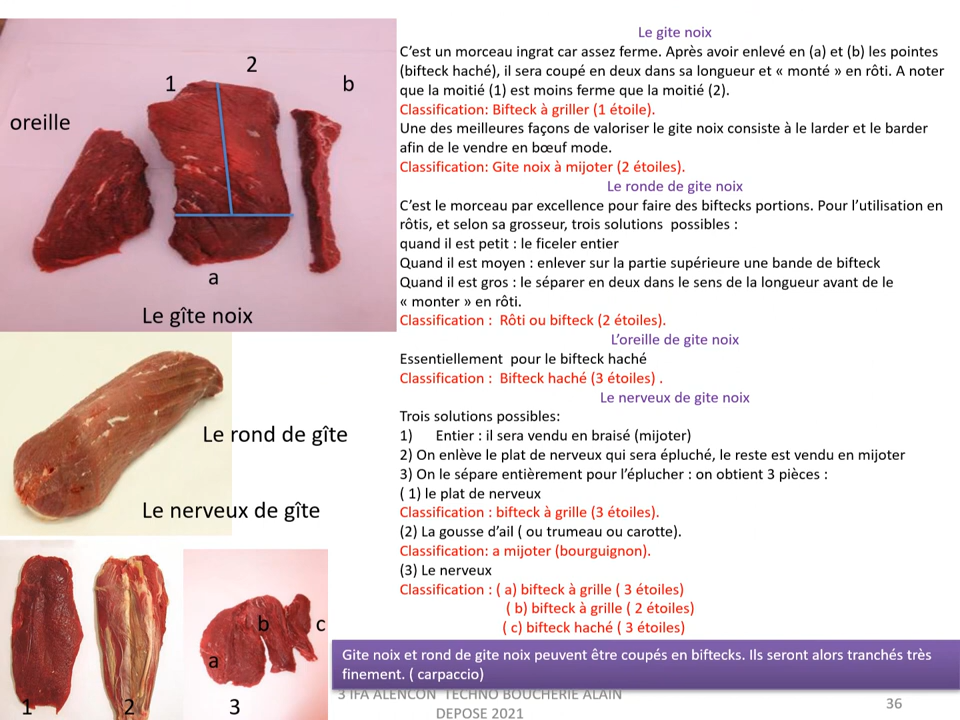 oreille
1
2
b
a
Le gîte noix
Le rond de gîte
Le nerveux de gîte
1
2
a
b
c
3
Le gite noix
C'est un morceau ingrat car assez ferme. Après avoir enlevé en (a) et (b) les pointes
(bifteck haché), il sera coupé en deux dans sa longueur et « monté » en rôti. A noter
que la moitié (1) est moins ferme que la moitié (2).
Classification: Bifteck à griller (1 étoile).
Une des meilleures façons de valoriser le gite noix consiste à le larder et le barder
afin de le vendre en bœuf mode.
Classification: Gite noix à mijoter (2 étoiles).
Le ronde de gite noix
C'est le morceau par excellence pour faire des biftecks portions. Pour l'utilisation en
rôtis, et selon sa grosseur, trois solutions possibles :
quand il est petit : le ficeler entier
Quand il est moyen : enlever sur la partie supérieure une bande de bifteck
Quand il est gros : le séparer en deux dans le sens de la longueur avant de le
« monter » en rôti.
Classification : Rôti ou bifteck (2 étoiles).
L'oreille de gite noix
Essentiellement pour le bifteck haché
Classification : Bifteck haché (3 étoiles) .
Le nerveux de gite noix
Trois solutions possibles:
1) Entier : il sera vendu en braisé (mijoter)
2) On enlève le plat de nerveux qui sera épluché, le reste est vendu en mijoter
3) On le sépare entièrement pour l'éplucher : on obtient 3 pièces :
( 1) le plat de nerveux
Classification : bifteck à grille (3 étoiles).
(2) La gousse d'ail ( ou trumeau ou carotte).
Classification: a mijoter (bourguignon).
(3) Le nerveux
Classification : ( a) bifteck à grille ( 3 étoiles)
( b) bifteck à grille ( 2 étoiles)
( c) bifteck haché ( 3 étoiles)
Gite noix et rond de gite noix peuvent être coupés en biftecks. Ils seront alors tranchés très
finement. ( carpaccio)
3 IFA ALENCON TECHNO BOUCHERIE ALAIN
DEPOSE 2021
36